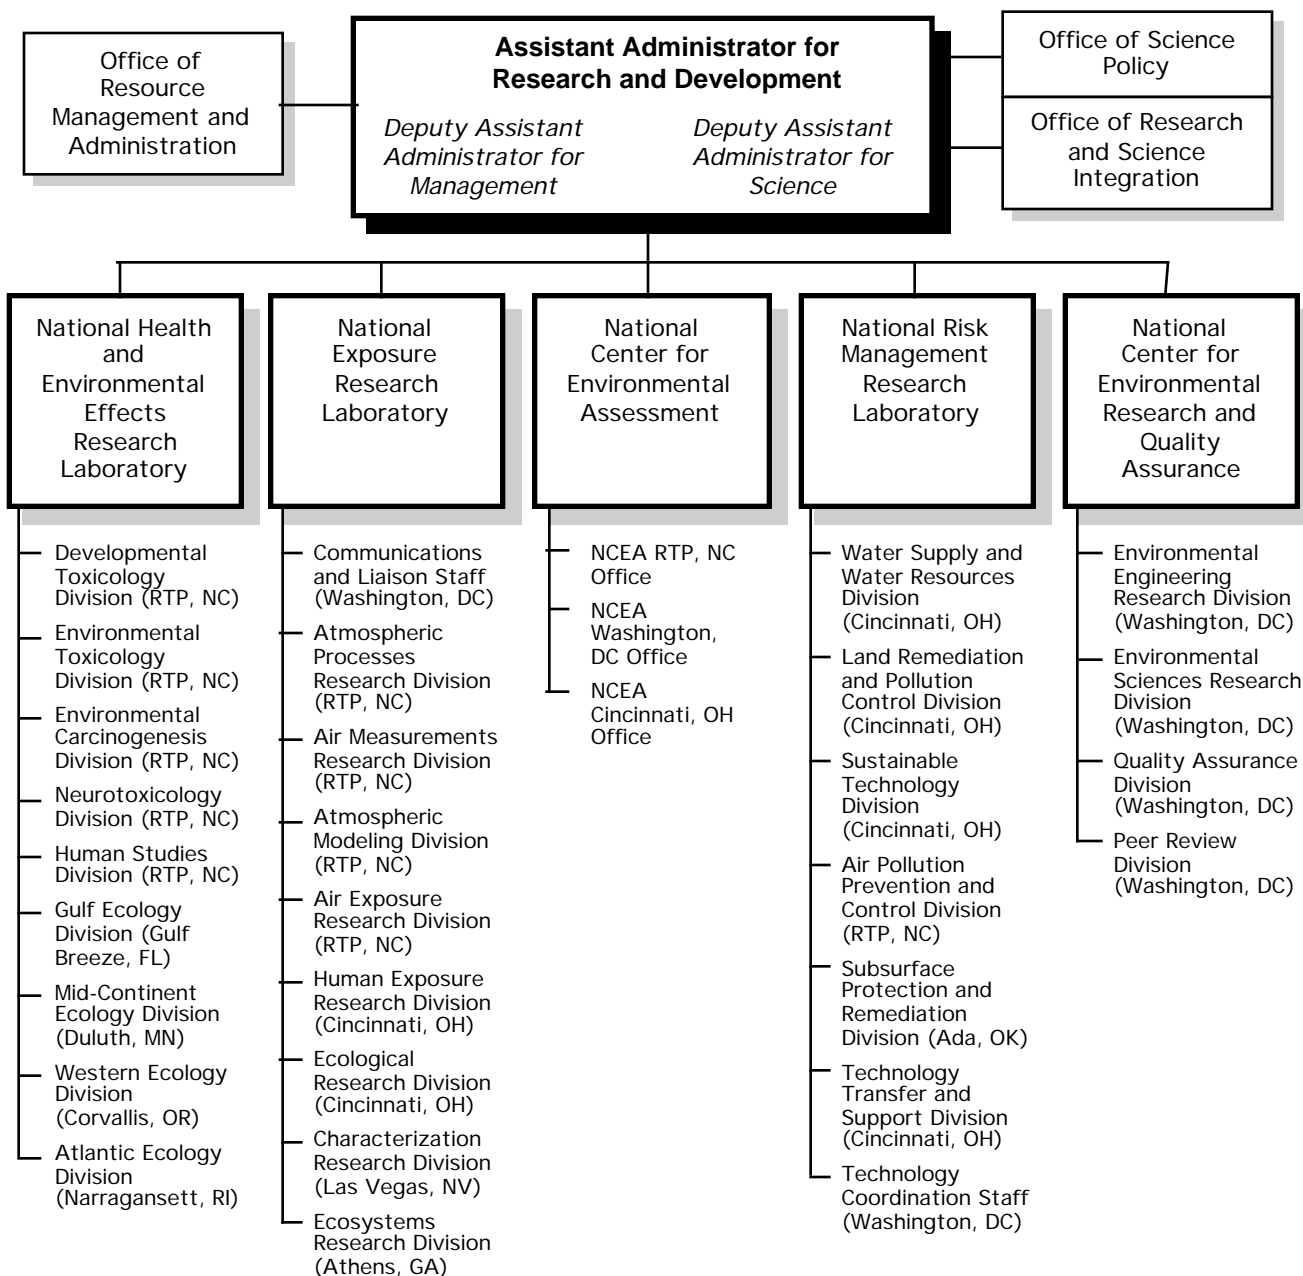 Office of
Resource
Management and
Administration
Assistant Administrator for
Research and Development
Deputy Assistant
Administrator for
Management
Deputy Assistant
Administrator for
Science
Office of Science
Policy
Office of Research
and Science
Integration
National Health
and
Environmental
Effects
Research
Laboratory
National
Exposure
Research
Laboratory
National
Center for
Environmental
Assessment
National Risk
Management
Research
Laboratory
National
Center for
Environmental
Research and
Quality
Assurance
Developmental
Toxicology
Division (RTP, NC)
Environmental
Toxicology
Division (RTP, NC)
Environmental
Carcinogenesis
Division (RTP, NC)
Neurotoxicology
Division (RTP, NC)
Human Studies
Division (RTP, NC)
Gulf Ecology
Division (Gulf
Breeze, FL)
Mid-Continent
Ecology Division
(Duluth, MN)
Western Ecology
Division
(Corvallis, OR)
Atlantic Ecology
Division
(Narragansett, RI)
Communications
and Liaison Staff
(Washington, DC)
Atmospheric
Processes
Research Division
(RTP, NC)
Air Measurements
Research Division
(RTP, NC)
Atmospheric
Modeling Division
(RTP, NC)
Air Exposure
Research Division
(RTP, NC)
Human Exposure
Research Division
(Cincinnati, OH)
Ecological
Research Division
(Cincinnati, OH)
Characterization
Research Division
(Las Vegas, NV)
Ecosystems
Research Division
(Athens, GA)
NCEA RTP, NC
Office
NCEA
Washington,
DC Office
NCEA
Cincinnati, OH
Office
Water Supply and
Water Resources
Division
(Cincinnati, OH)
Land Remediation
and Pollution
Control Division
(Cincinnati, OH)
Sustainable
Technology
Division
(Cincinnati, OH)
Air Pollution
Prevention and
Control Division
(RTP, NC)
Subsurface
Protection and
Remediation
Division (Ada, OK)
Technology
Transfer and
Support Division
(Cincinnati, OH)
Technology
Coordination Staff
(Washington, DC)
Environmental
Engineering
Research Division
(Washington, DC)
Environmental
Sciences Research
Division
(Washington, DC)
Quality Assurance
Division
(Washington, DC)
Peer Review
Division
(Washington, DC)